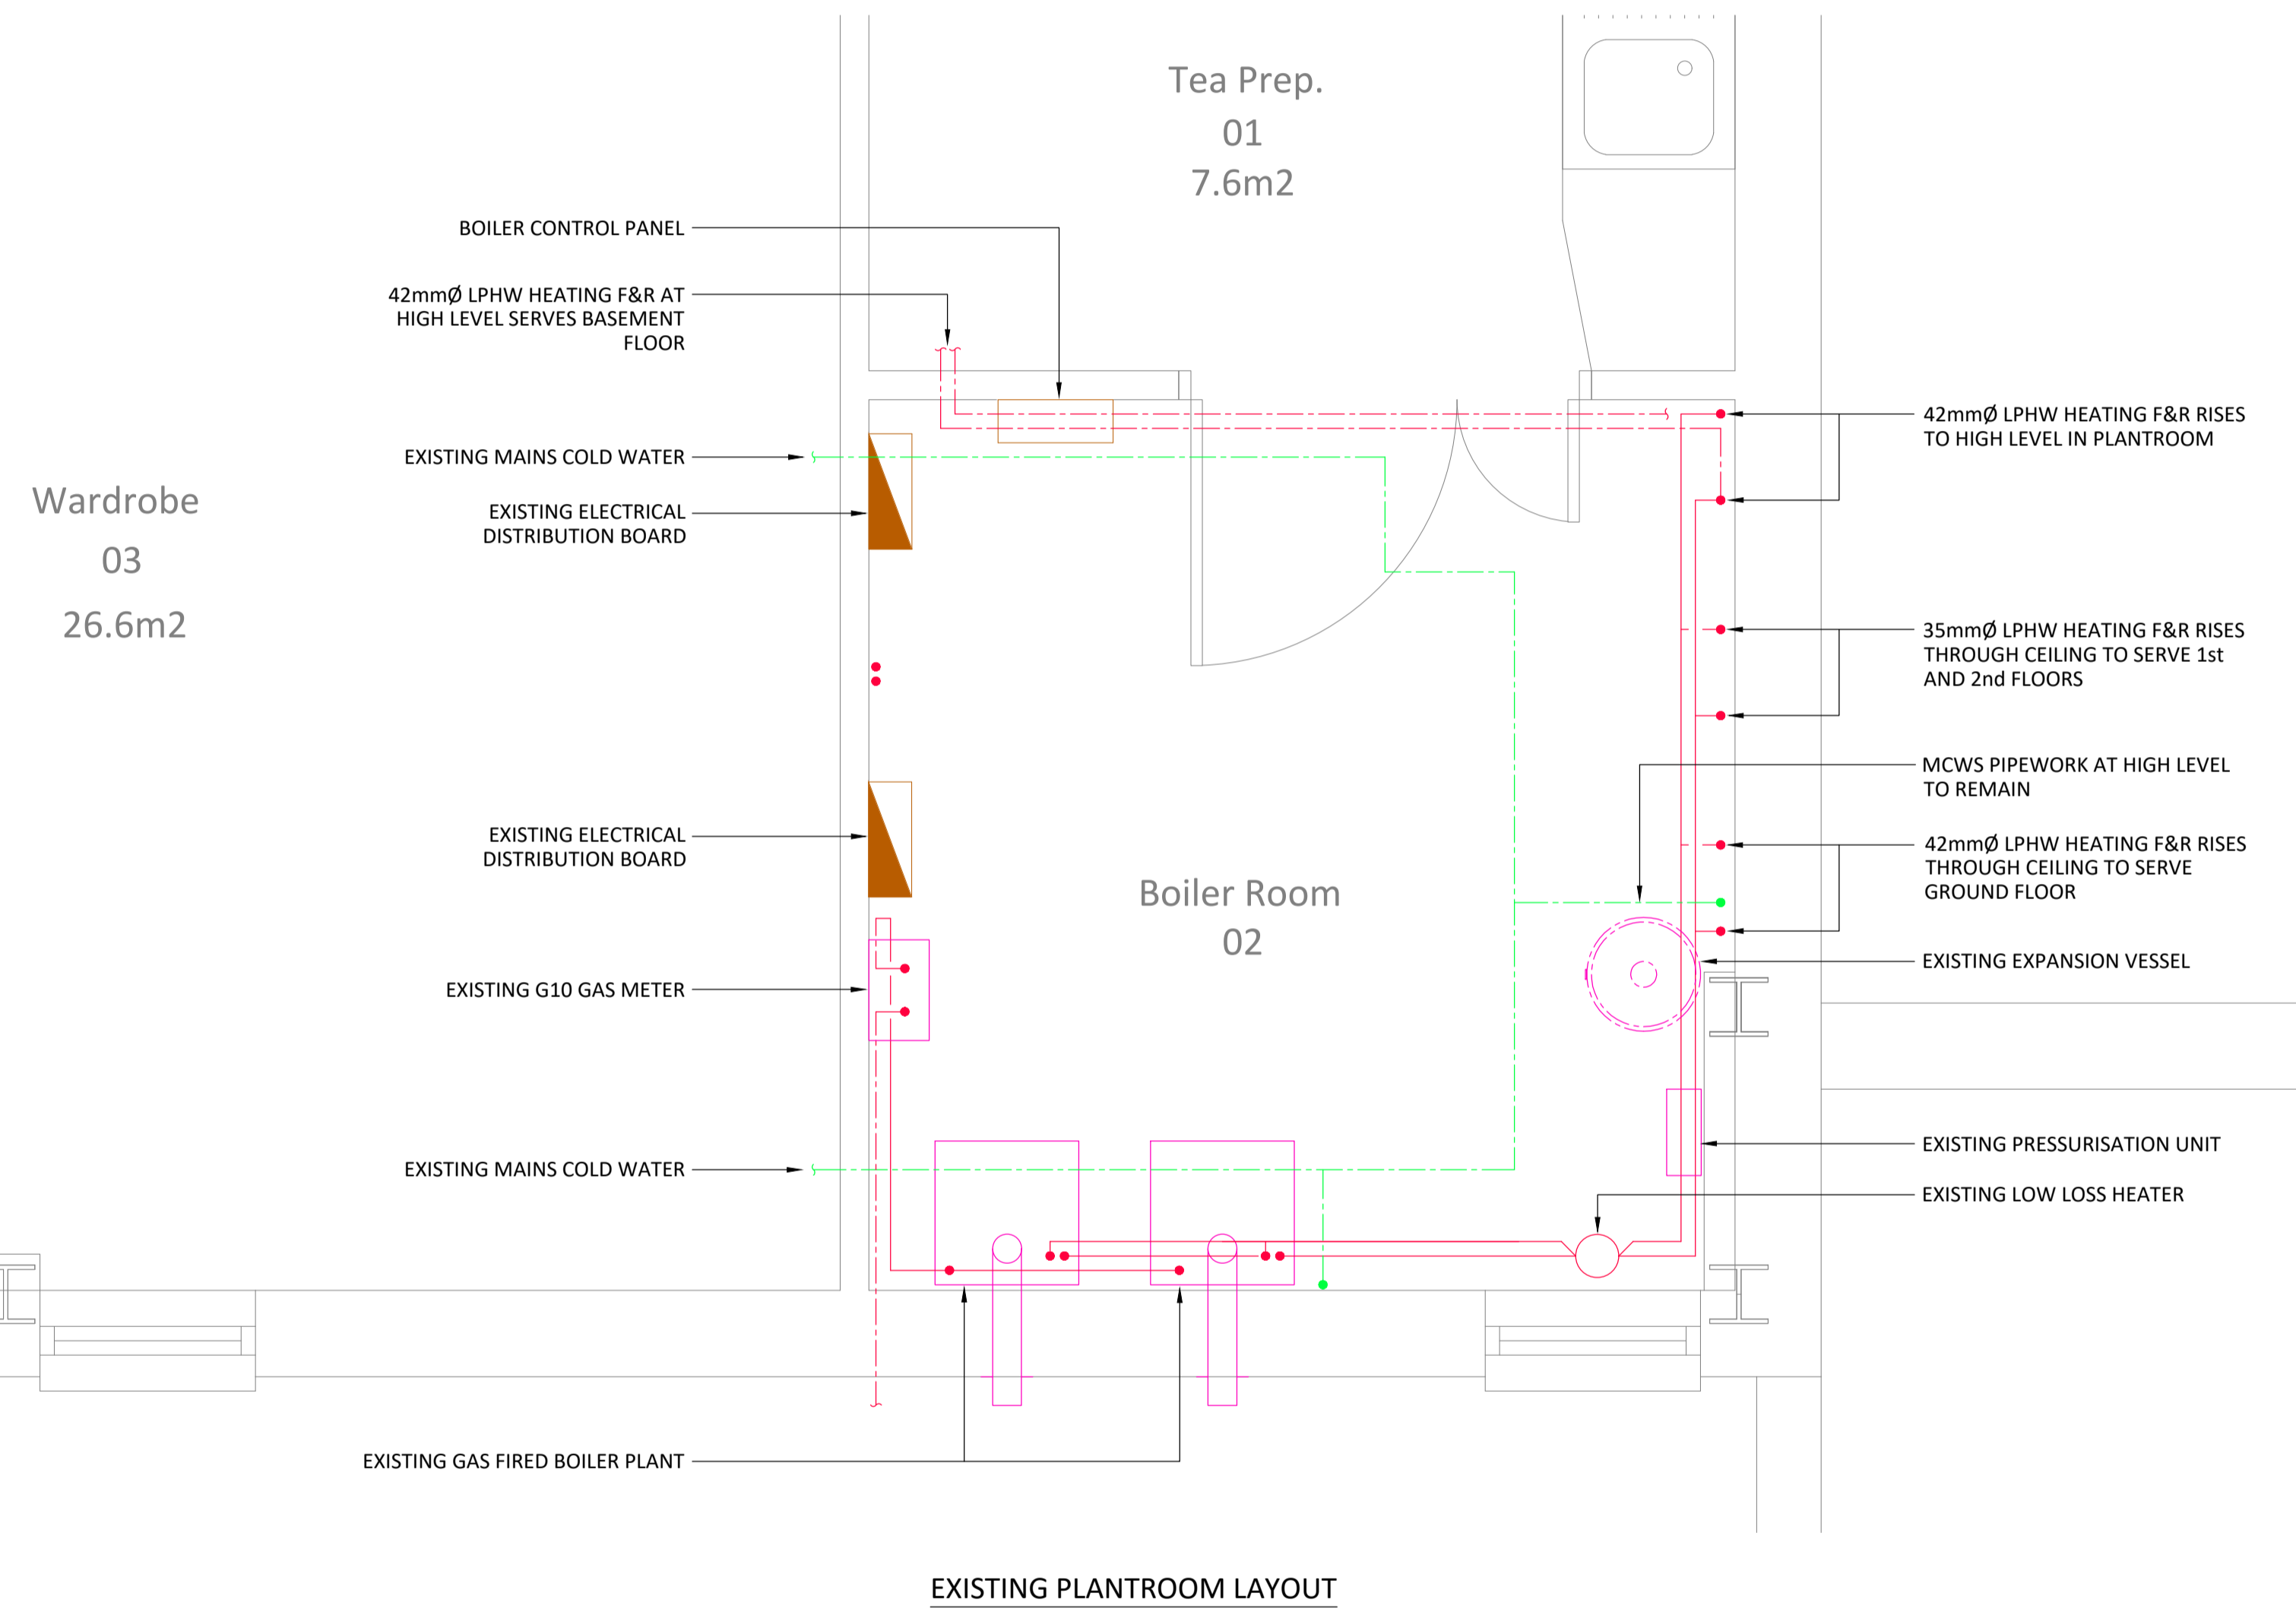 Tea Prep.
01
7.6m2
BOILER CONTROL PANEL
42mmØ LPHW HEATING F&R AT
HIGH LEVEL SERVES BASEMENT
FLOOR
EXISTING MAINS COLD WATER
EXISTING ELECTRICAL
DISTRIBUTION BOARD
Wardrobe
03
26.6m2
EXISTING ELECTRICAL
DISTRIBUTION BOARD
EXISTING G10 GAS METER
EXISTING MAINS COLD WATER
EXISTING GAS FIRED BOILER PLANT
Boiler Room
02
42mmØ LPHW HEATING F&R RISES
TO HIGH LEVEL IN PLANTROOM
35mmØ LPHW HEATING F&R RISES
THROUGH CEILING TO SERVE 1st
AND 2nd FLOORS
MCWS PIPEWORK AT HIGH LEVEL
TO REMAIN
42mmØ LPHW HEATING F&R RISES
THROUGH CEILING TO SERVE
GROUND FLOOR
EXISTING EXPANSION VESSEL
EXISTING PRESSURISATION UNIT
EXISTING LOW LOSS HEATER
EXISTING PLANTROOM LAYOUT